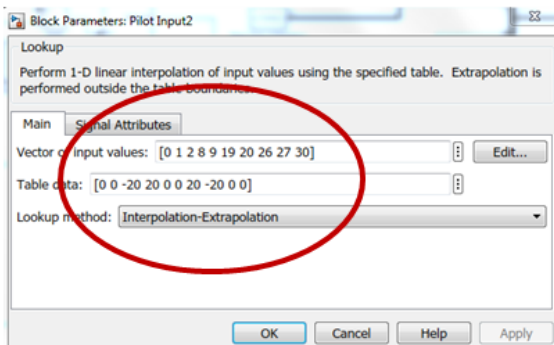 Block Parameters: Pilot Input2
Lookup
Perform 1-D linear interpolation of input values using the specified table. Extrapolation is
performed outside the table boundaries.
Main Signal Attributes
Vector of input values: [0 1 2 8 9 19 20 26 27 30] Edit...
Table data: [0 0 -20 20 0 0 20 -20 0 0]
Lookup method: Interpolation-Extrapolation
OK Cancel Help Apply